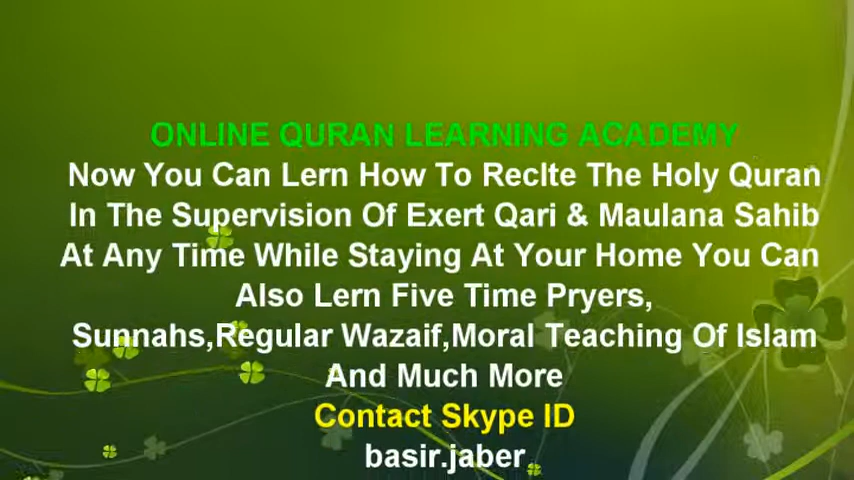 ONLINE QURAN LEARNING ACADEMY
Now You Can Lern How To RecIte The Holy Quran
In The Supervision Of Exert Qari & Maulana Sahib
At Any Time While Staying At Your Home You Can
Also Lern Five Time Pryers,
Sunnahs,Regular Wazaif,Moral Teaching Of Islam
And Much More
Contact Skype ID
basir.jaber